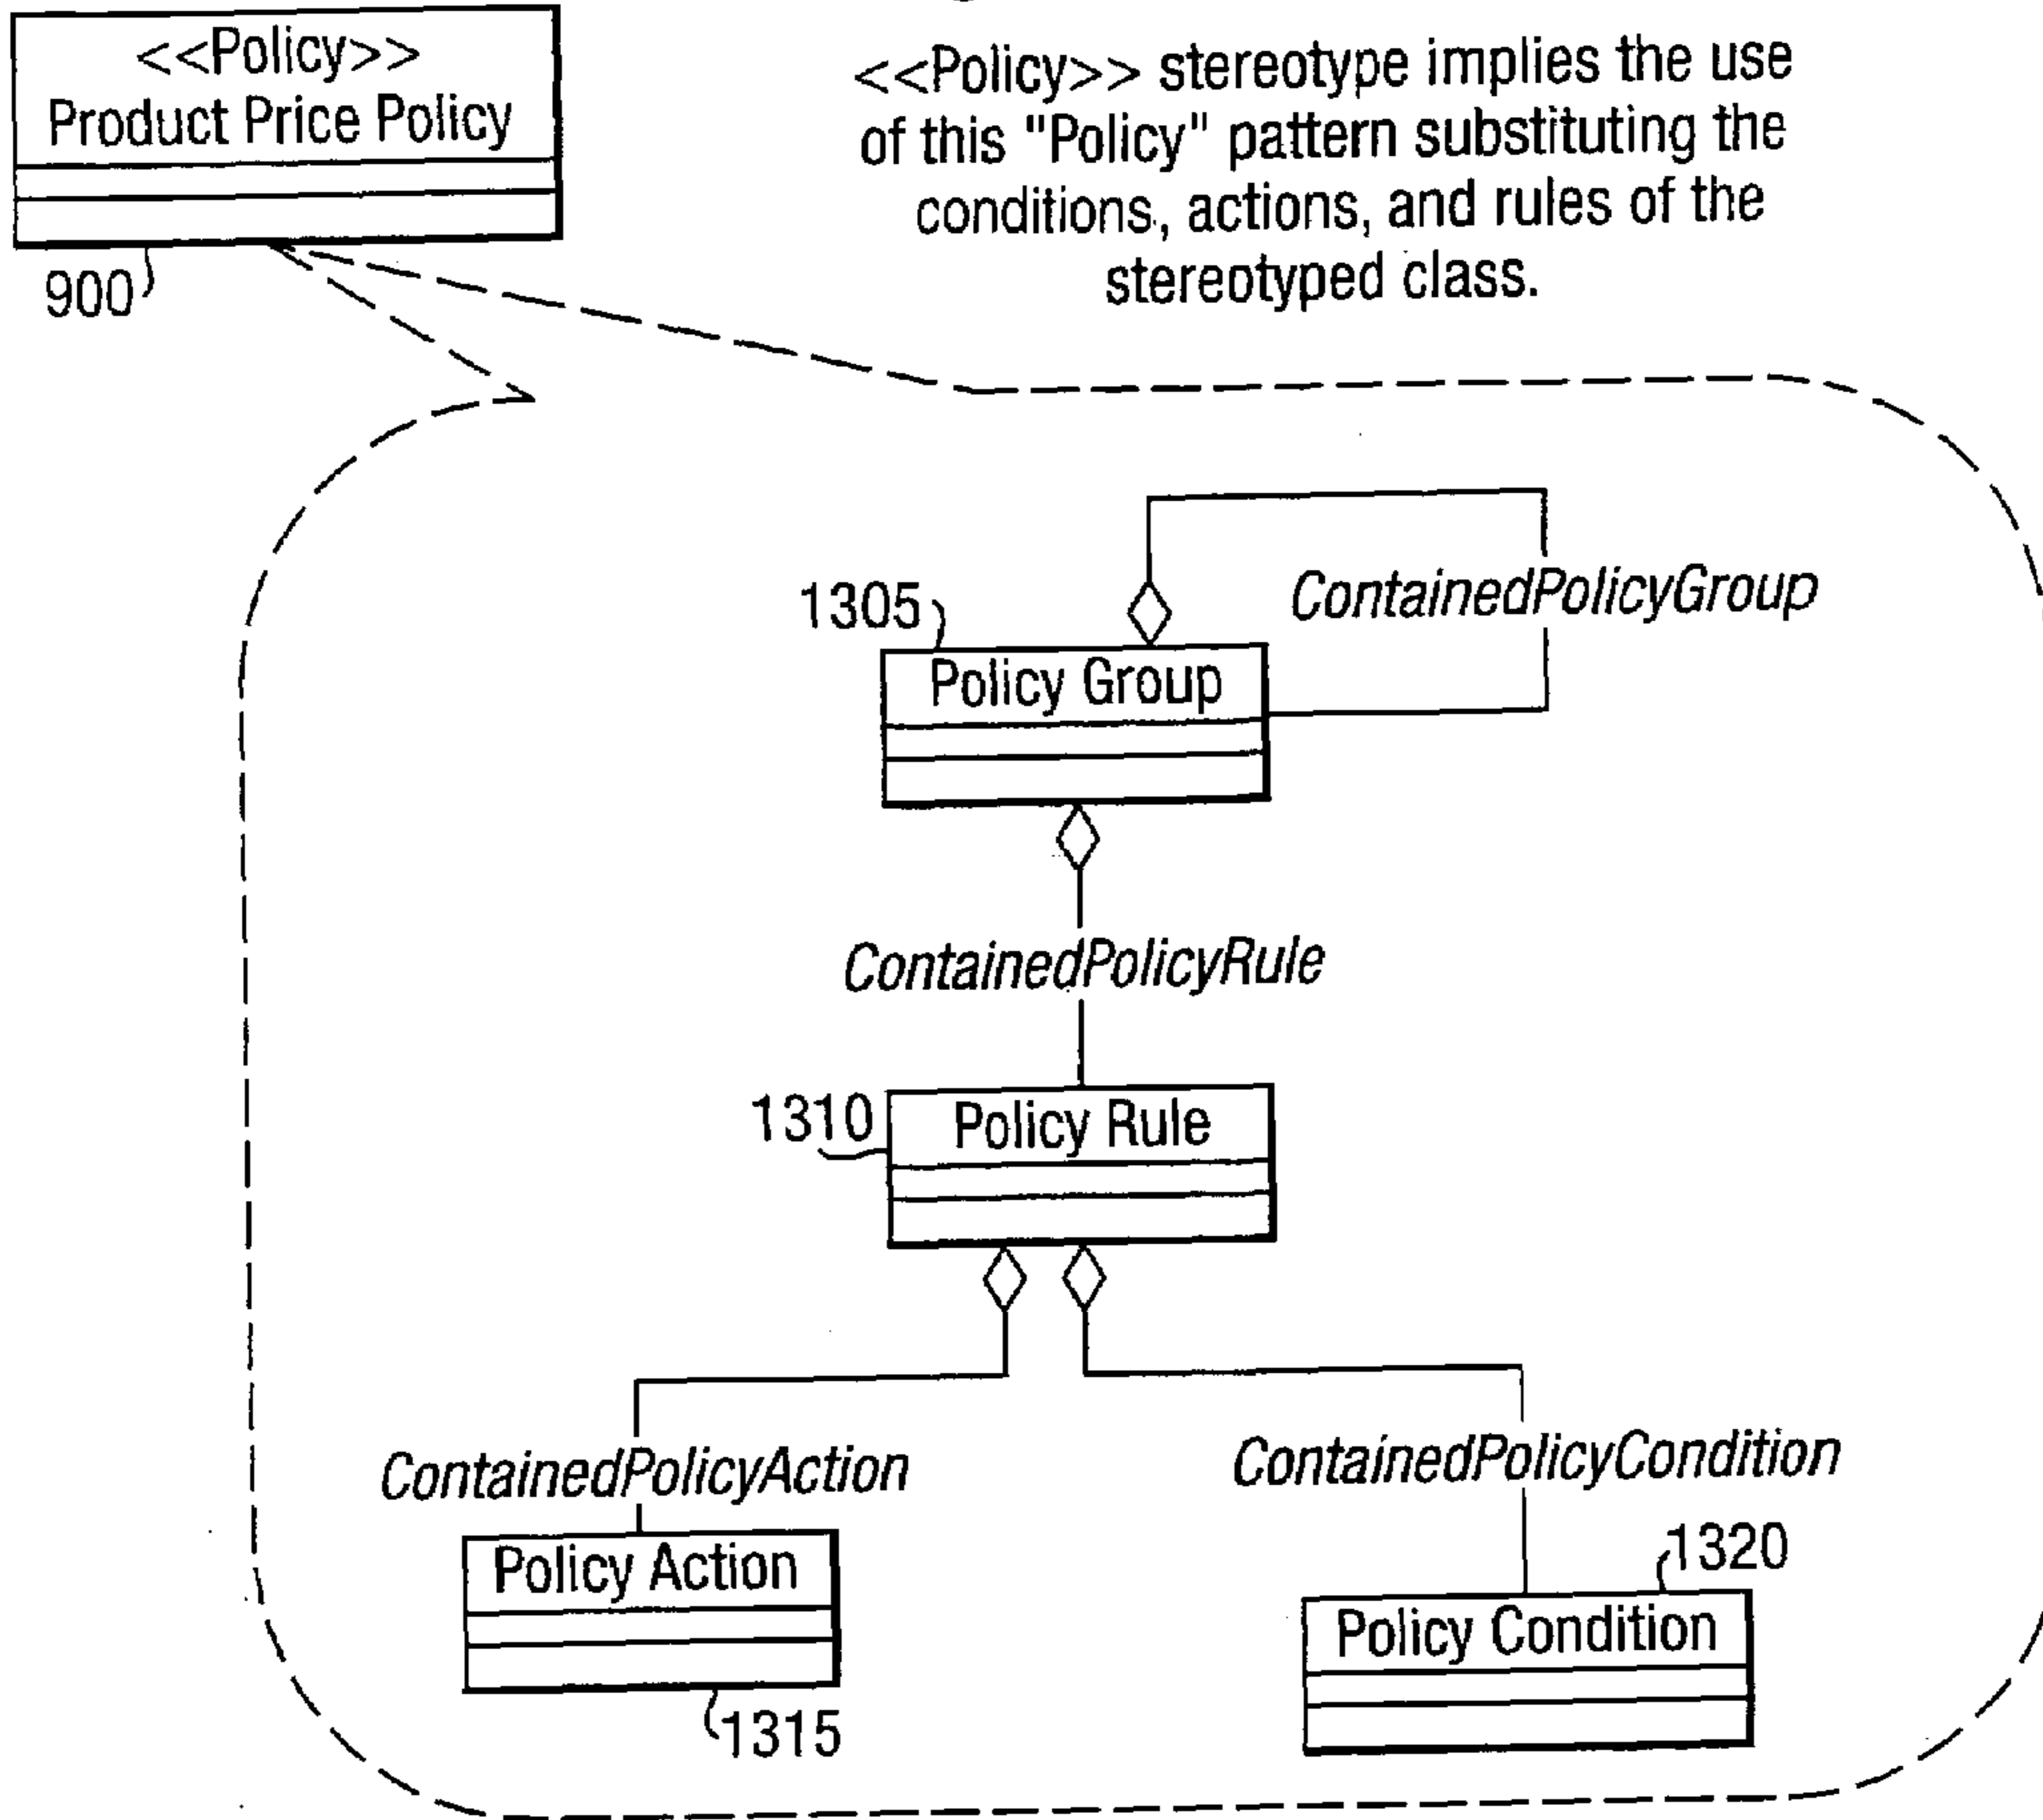 <<Policy>>
Product Price Policy
900
<<Policy>> stereotype implies the use
of this "Policy" pattern substituting the
conditions, actions, and rules of the
stereotyped class.
1305
ContainedPolicyGroup
Policy Group
ContainedPolicyRule
1310
Policy Rule
ContainedPolicyAction
ContainedPolicyCondition
Policy Action
1320
Policy Condition
1315